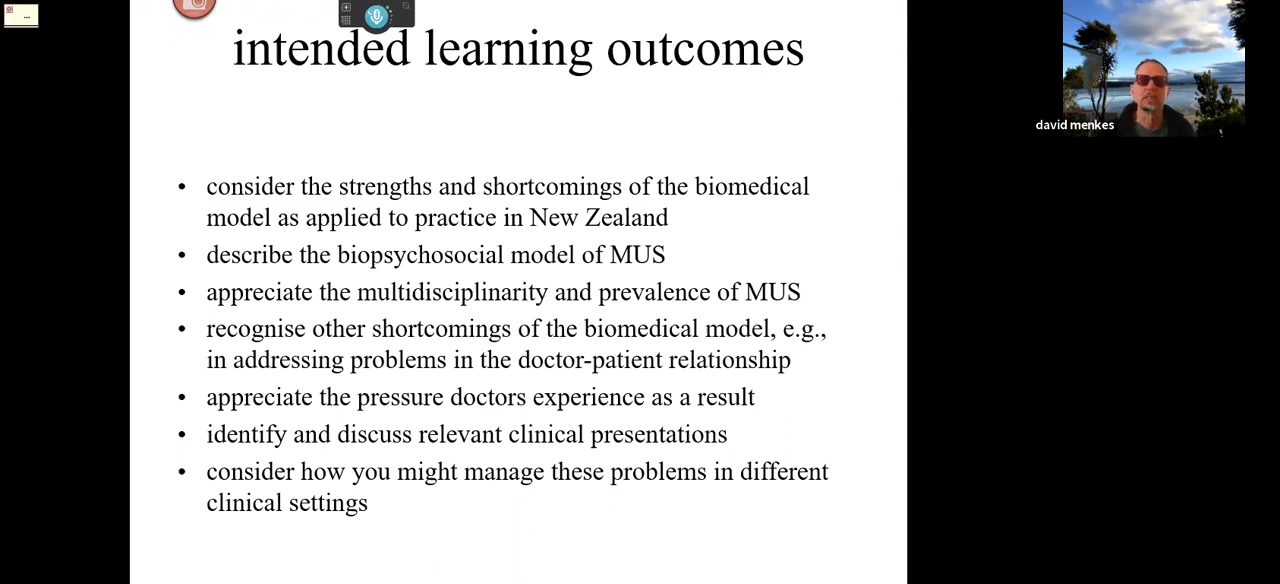 intended learning outcomes
david menkes
• consider the strengths and shortcomings of the biomedical
model as applied to practice in New Zealand
• describe the biopsychosocial model of MUS
• appreciate the multidisciplinarity and prevalence of MUS
• recognise other shortcomings of the biomedical model, e.g.,
in addressing problems in the doctor-patient relationship
• appreciate the pressure doctors experience as a result
• identify and discuss relevant clinical presentations
• consider how you might manage these problems in different
clinical settings